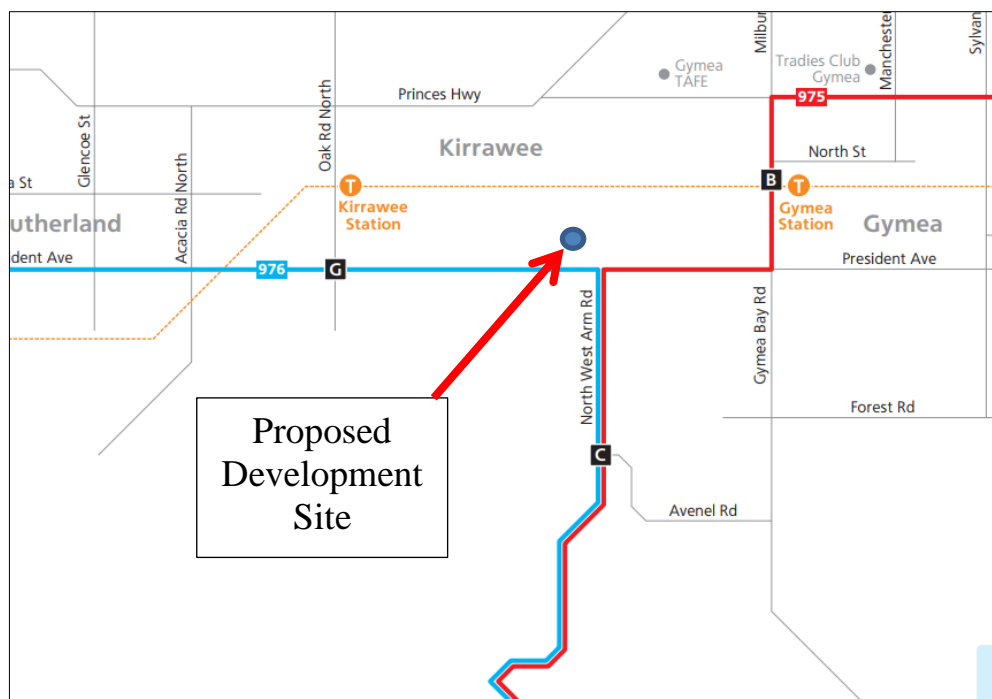 Princes Hwy
Glencoe St
Acacia Rd North
Oak Rd North
Kirrawee
Gymea
TAFE
Milbur
Tradies Club
Gymea
Manchester
Sylvan
975
North St
a St
utherland
dent Ave
T
Kirrawee
Station
B
T
Gymea
Station
Gymea
976
G
President Ave
North West Arm Rd
Gymea Bay Rd
Forest Rd
Proposed
Development
Site
C
Avenel Rd